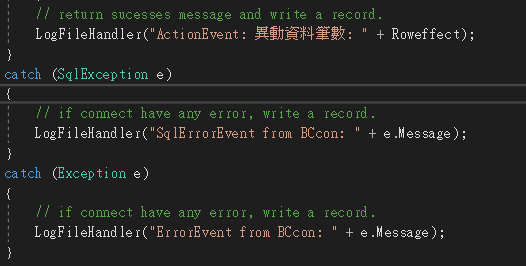 // return sucesses message and write a record.
LogFileHandler("ActionEvent: 異動資料筆數: " + Roweffect);
}
catch (SqlException e)
{
// if connect have any error, write a record.
LogFileHandler("SqlErrorEvent from BCcon: " + e.Message);
}
catch (Exception e)
{
// if connect have any error, write a record.
LogFileHandler("ErrorEvent from BCcon: " + e.Message);
}